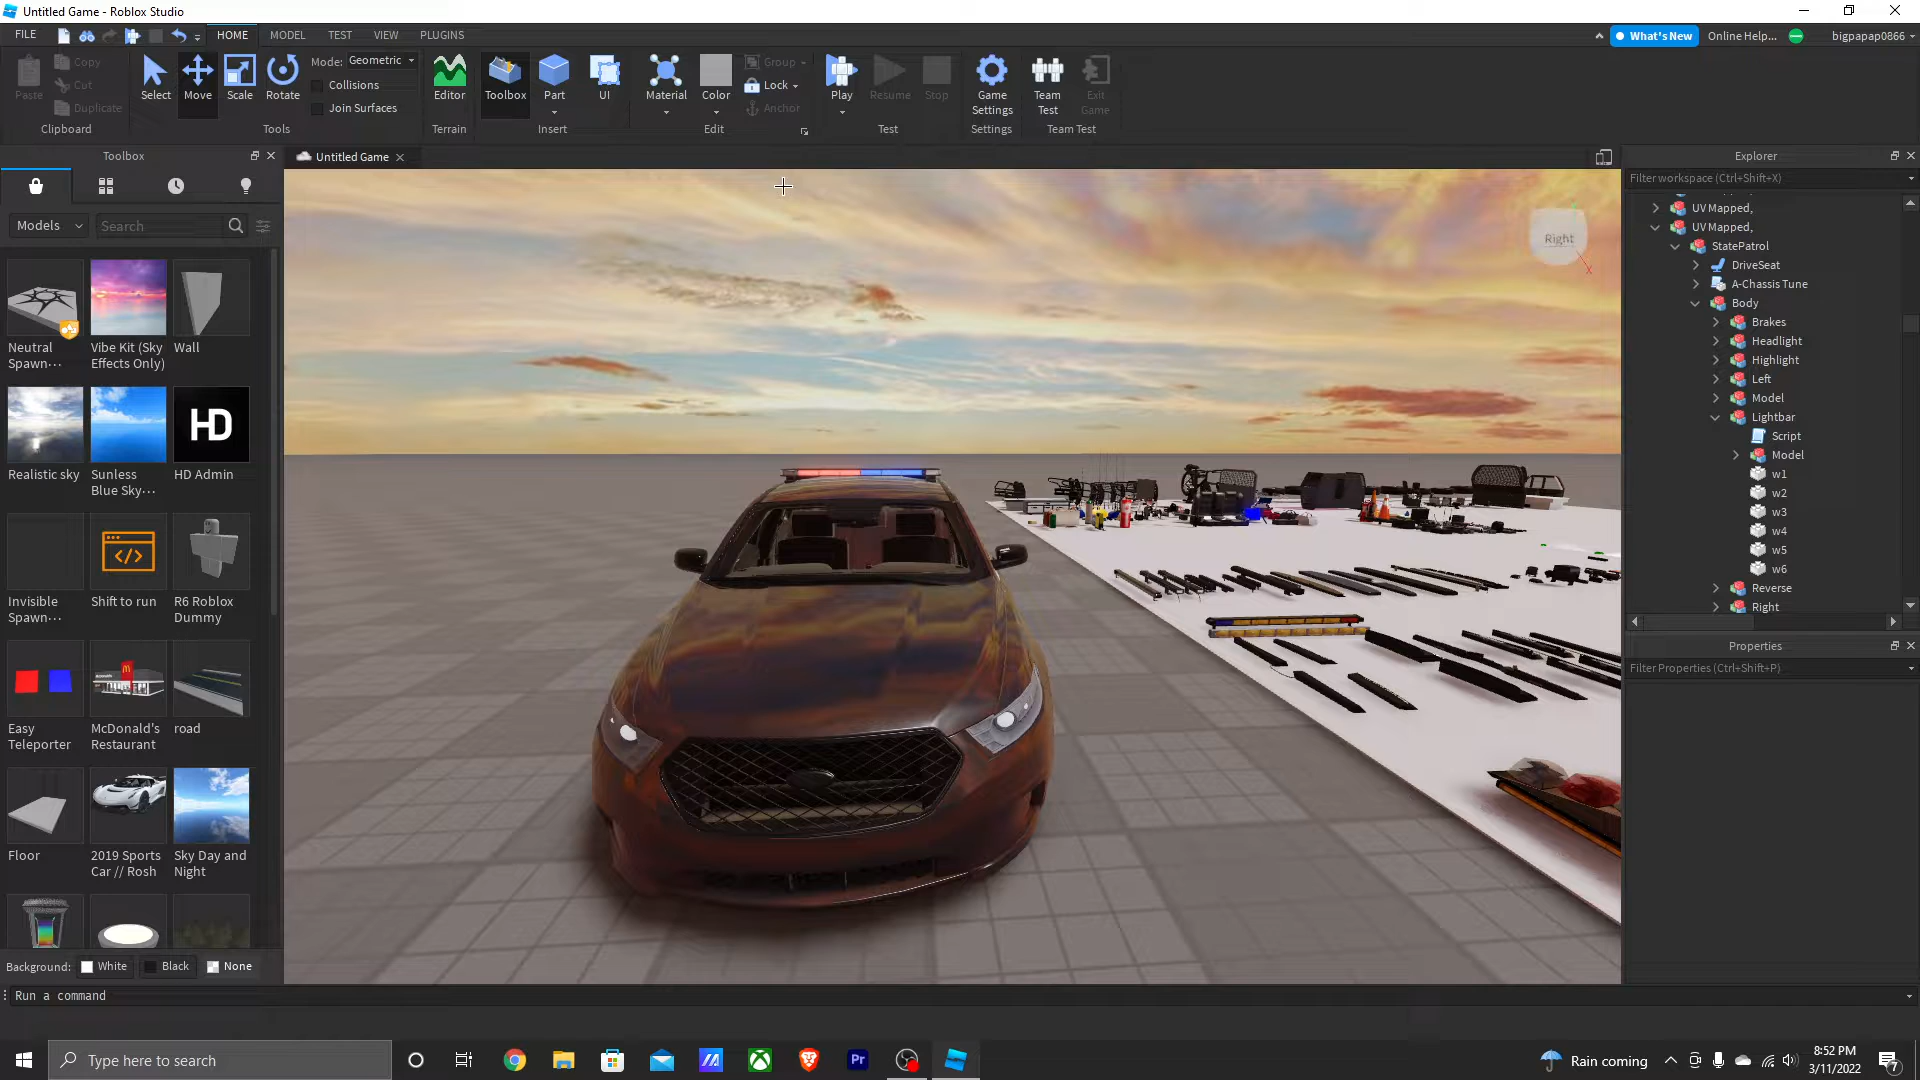 Untitled Game - Roblox Studio
FILE HOME MODEL TEST VIEW PLUGINS
What's New Online Help... bigpapap0866
Paste Copy Cut Duplicate
Clipboard
Select Move Scale Rotate
Mode: Geometric
Collisions
Join Surfaces
Tools
Editor
Terrain
Toolbox Part UI
Insert
Material Color
Group
Lock
Anchor
Edit
Play Resume Stop
Test
Game Settings
Settings
Team Test
Exit Game
Team Test
Toolbox
Untitled Game
Explorer
Models
Search
Neutral Spawn...
Vibe Kit (Sky Effects Only)
Wall
Realistic sky
Sunless Blue Sky...
HD
HD Admin
Invisible Spawn...
Shift to run
R6 Roblox Dummy
Easy Teleporter
McDonald's Restaurant
road
Floor
2019 Sports Car // Rosh
Sky Day and Night
Background: White Black None
Run a command
Right
X
Filter workspace (Ctrl+Shift+X)
UV Mapped,
UV Mapped,
StatePatrol
DriveSeat
A-Chassis Tune
Body
Brakes
Headlight
Highlight
Left
Model
Lightbar
Script
Model
w1
w2
w3
w4
w5
w6
Reverse
Right
Properties
Filter Properties (Ctrl+Shift+P)
Type here to search
Pr
Rain coming
8:52 PM
3/11/2022
7